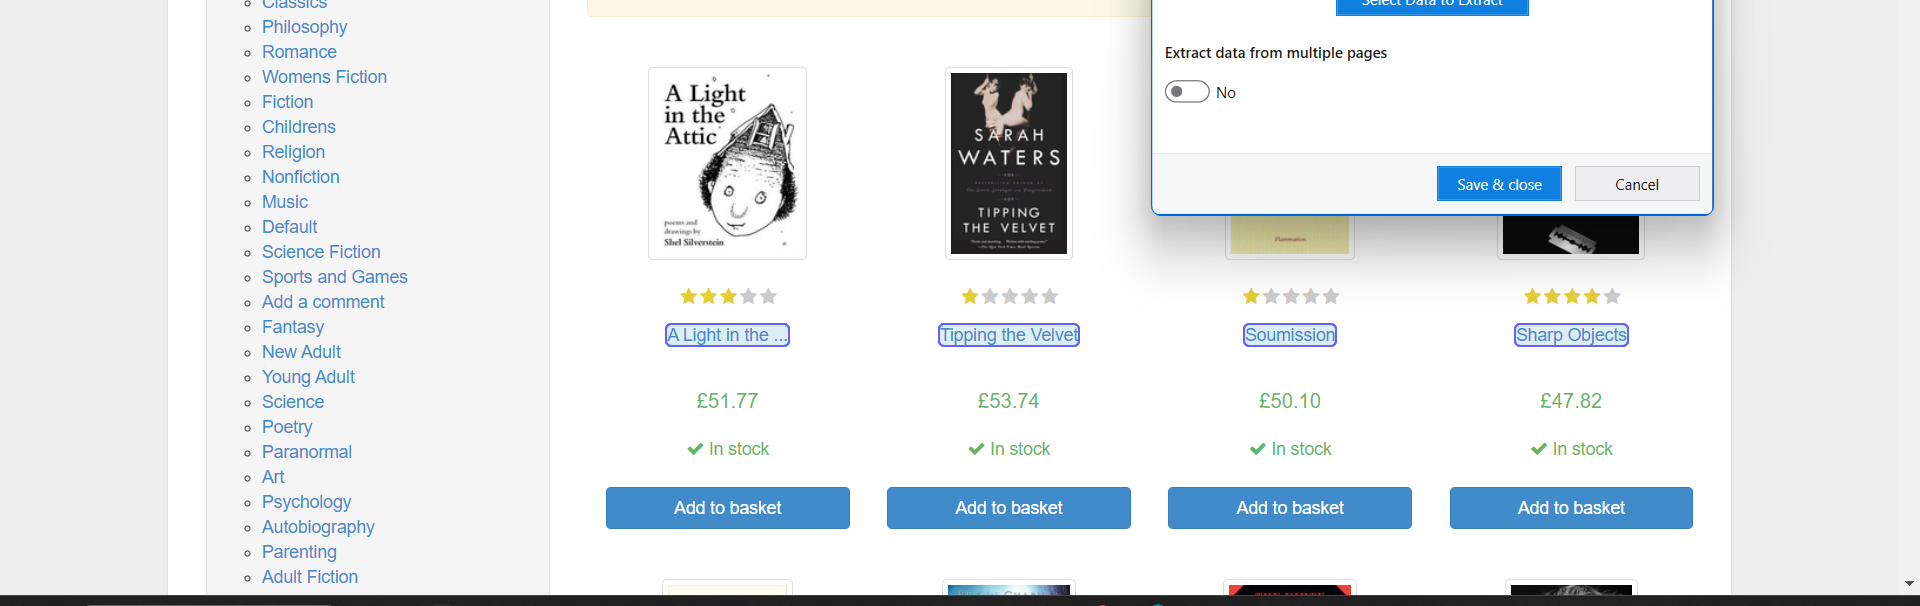 Classics
Philosophy
Romance
Womens Fiction
Fiction
Childrens
Religion
Nonfiction
Music
Default
Science Fiction
Sports and Games
Add a comment
Fantasy
New Adult
Young Adult
Science
Poetry
Paranormal
Art
Psychology
Autobiography
Parenting
Adult Fiction
Select Data to Extract
Extract data from multiple pages
No
Save & close
Cancel
A Light
in the
Attic
poems and
drawings by
Shel Silverstein
SARAH
WATERS
TIPPING
THE VELVET
Flammarion
A Light in the ...
Tipping the Velvet
Soumission
Sharp Objects
£51.77
£53.74
£50.10
£47.82
In stock
In stock
In stock
In stock
Add to basket
Add to basket
Add to basket
Add to basket